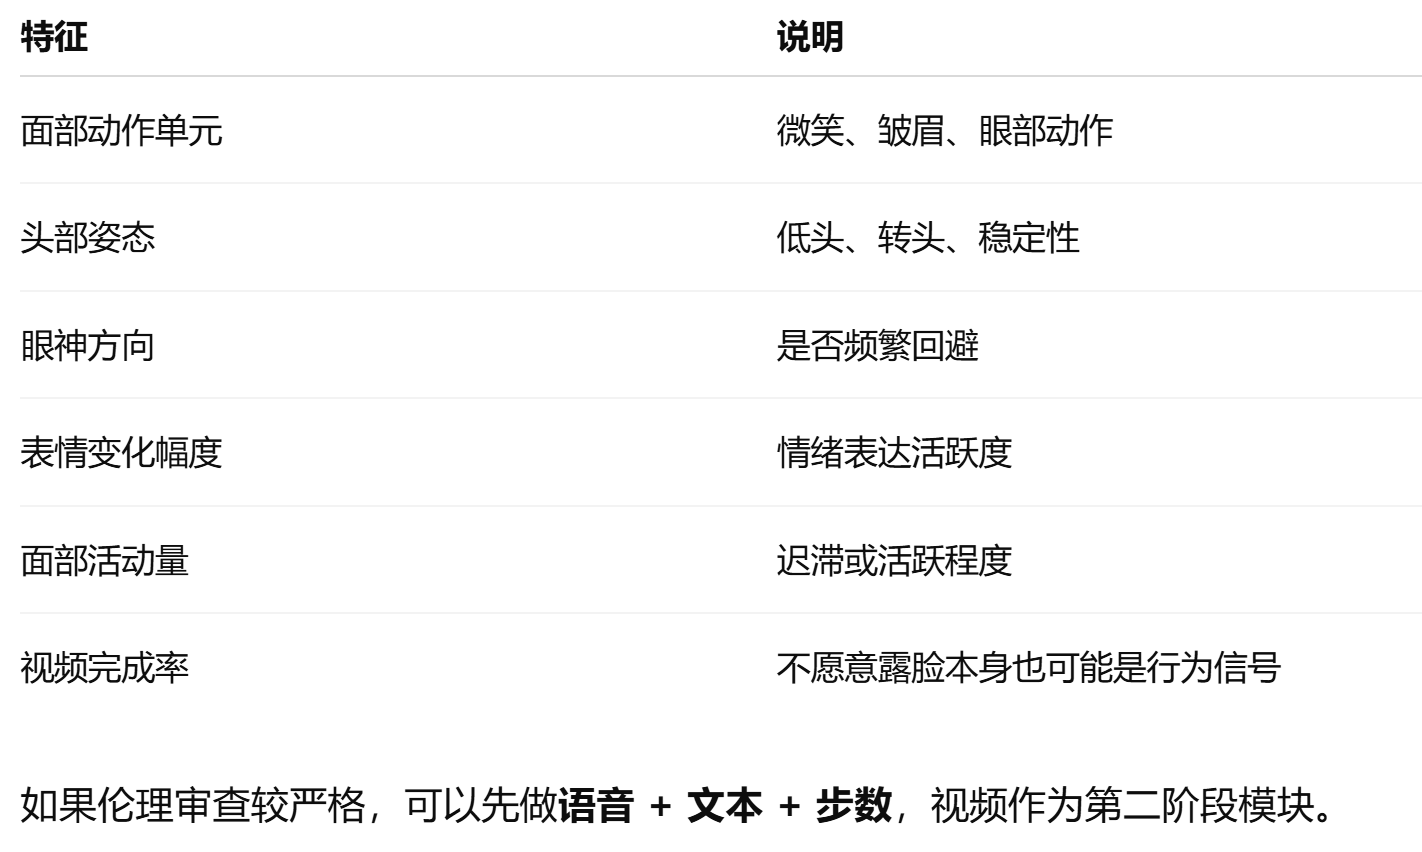 特征 说明
面部动作单元 微笑、皱眉、眼部动作
头部姿态 低头、转头、稳定性
眼神方向 是否频繁回避
表情变化幅度 情绪表达活跃度
面部活动量 迟滞或活跃程度
视频完成率 不愿意露脸本身也可能是行为信号
如果伦理审查较严格，可以先做语音 + 文本 + 步数，视频作为第二阶段模块。